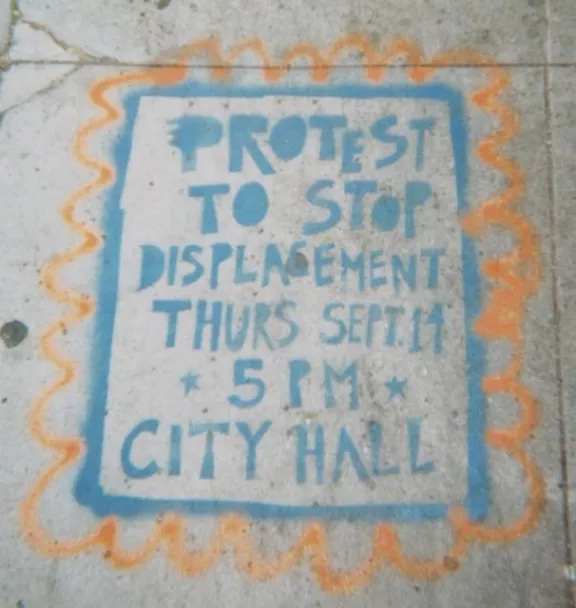 PROTEST
TO STOP
DISPLACEMENT
THURS SEPT.14
5 PM
CITY HALL